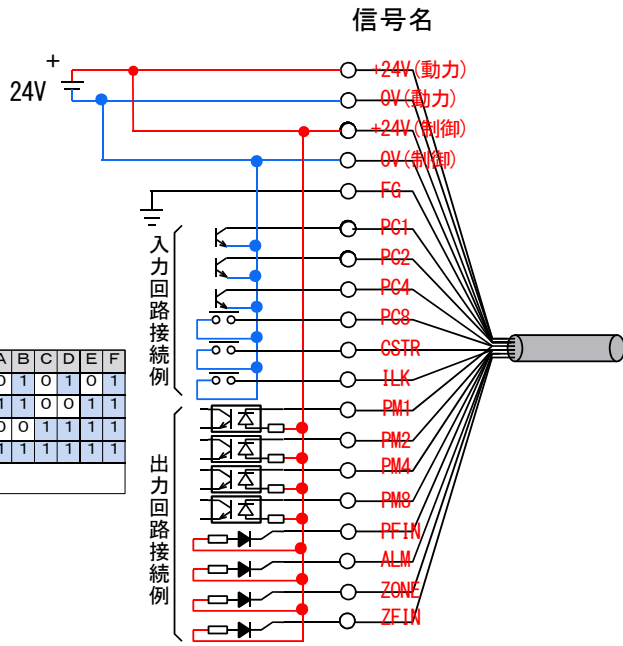 信号名
+
24V
+24V(動力)
0V(動力)
+24V(制御)
0V(制御)
FG
PC1
PC2
PC4
PC8
CSTR
ILK
PM1
PM2
PM4
PM8
PFIN
ALM
ZONE
ZFIN
入力回路接続例
出力回路接続例
A B C D E F
0 1 0 1 0 1
1 1 0 0 1 1
0 0 1 1 1 1
1 1 1 1 1 1